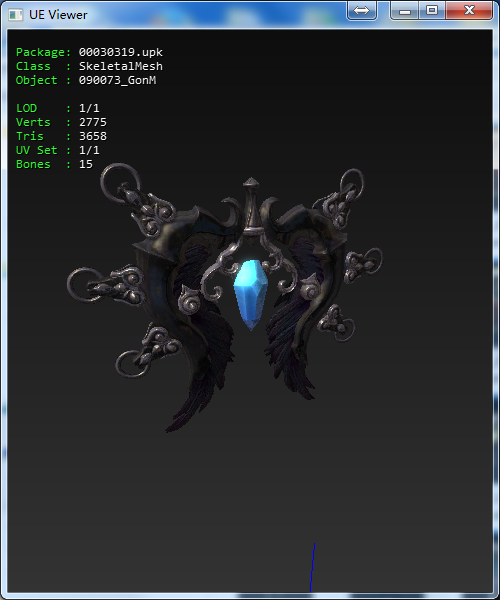 UE Viewer
Package: 00030319.upk
Class : SkeletalMesh
Object : 090073_GonM
LOD : 1/1
Verts : 2775
Tris : 3658
UV Set : 1/1
Bones : 15